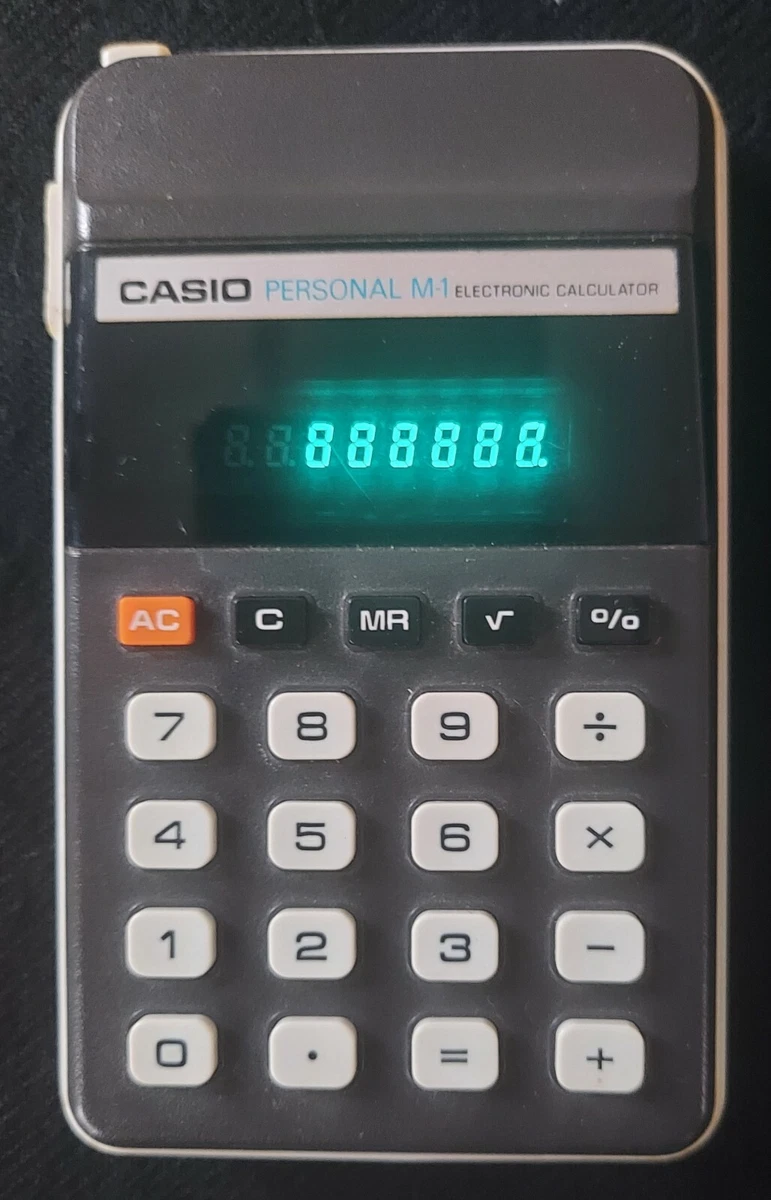 CASIO PERSONAL M-1 ELECTRONIC CALCULATOR
888888.
AC C MR √ %
7 8 9 ÷
4 5 6 ×
1 2 3 −
0 · = +